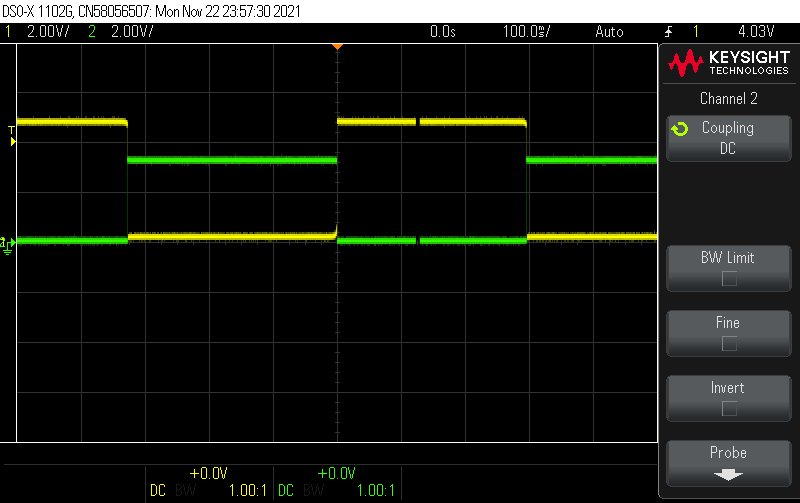 DSO-X 1102G, CN58056507: Mon Nov 22 23:57:30 2021
1 2.00V/ 2 2.00V/ 0.0s 100.0ms/ Auto 1 4.03V
KEYSIGHT
TECHNOLOGIES
Channel 2
Coupling
DC
BW Limit
Fine
Invert
Probe
T
+0.0V +0.0V
DC BW 1.00:1 DC BW 1.00:1